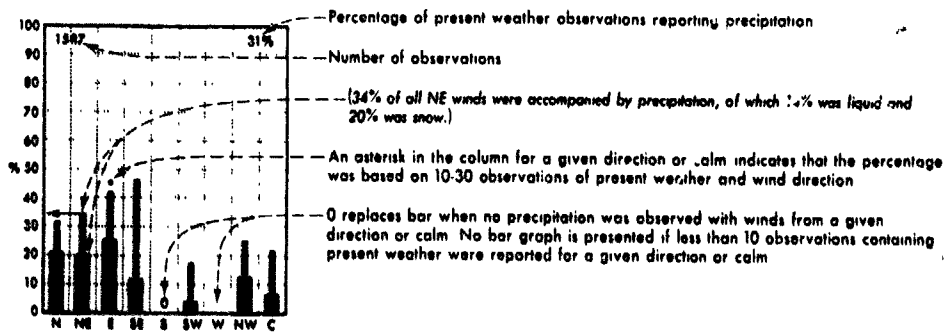 Percentage of present weather observations reporting precipitation
1587 31%
Number of observations
(34% of all NE winds were accompanied by precipitation, of which 14% was liquid and
20% was snow.)
An asterisk in the column for a given direction or calm indicates that the percentage
was based on 10-30 observations of present weather and wind direction
0 replaces bar when no precipitation was observed with winds from a given
direction or calm No bar graph is presented if less than 10 observations containing
present weather were reported for a given direction or calm
100
90
80
70
60
%
50
40
30
20
10
0
*
0
N NE E SE S SW W NW C